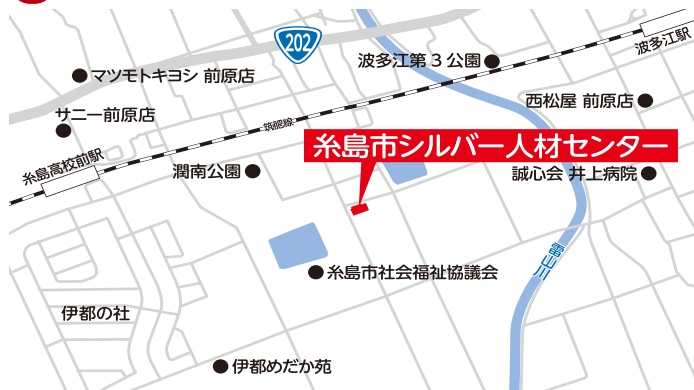 202
波多江駅
波多江第3公園
マツモトキヨシ 前原店
西松屋 前原店
サニー前原店
筑肥線
糸島市シルバー人材センター
糸島高校前駅
潤南公園
誠心会 井上病院
雷山川
糸島市社会福祉協議会
伊都の杜
伊都めだか苑